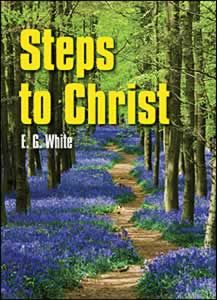 Steps
to Christ
E. G. White